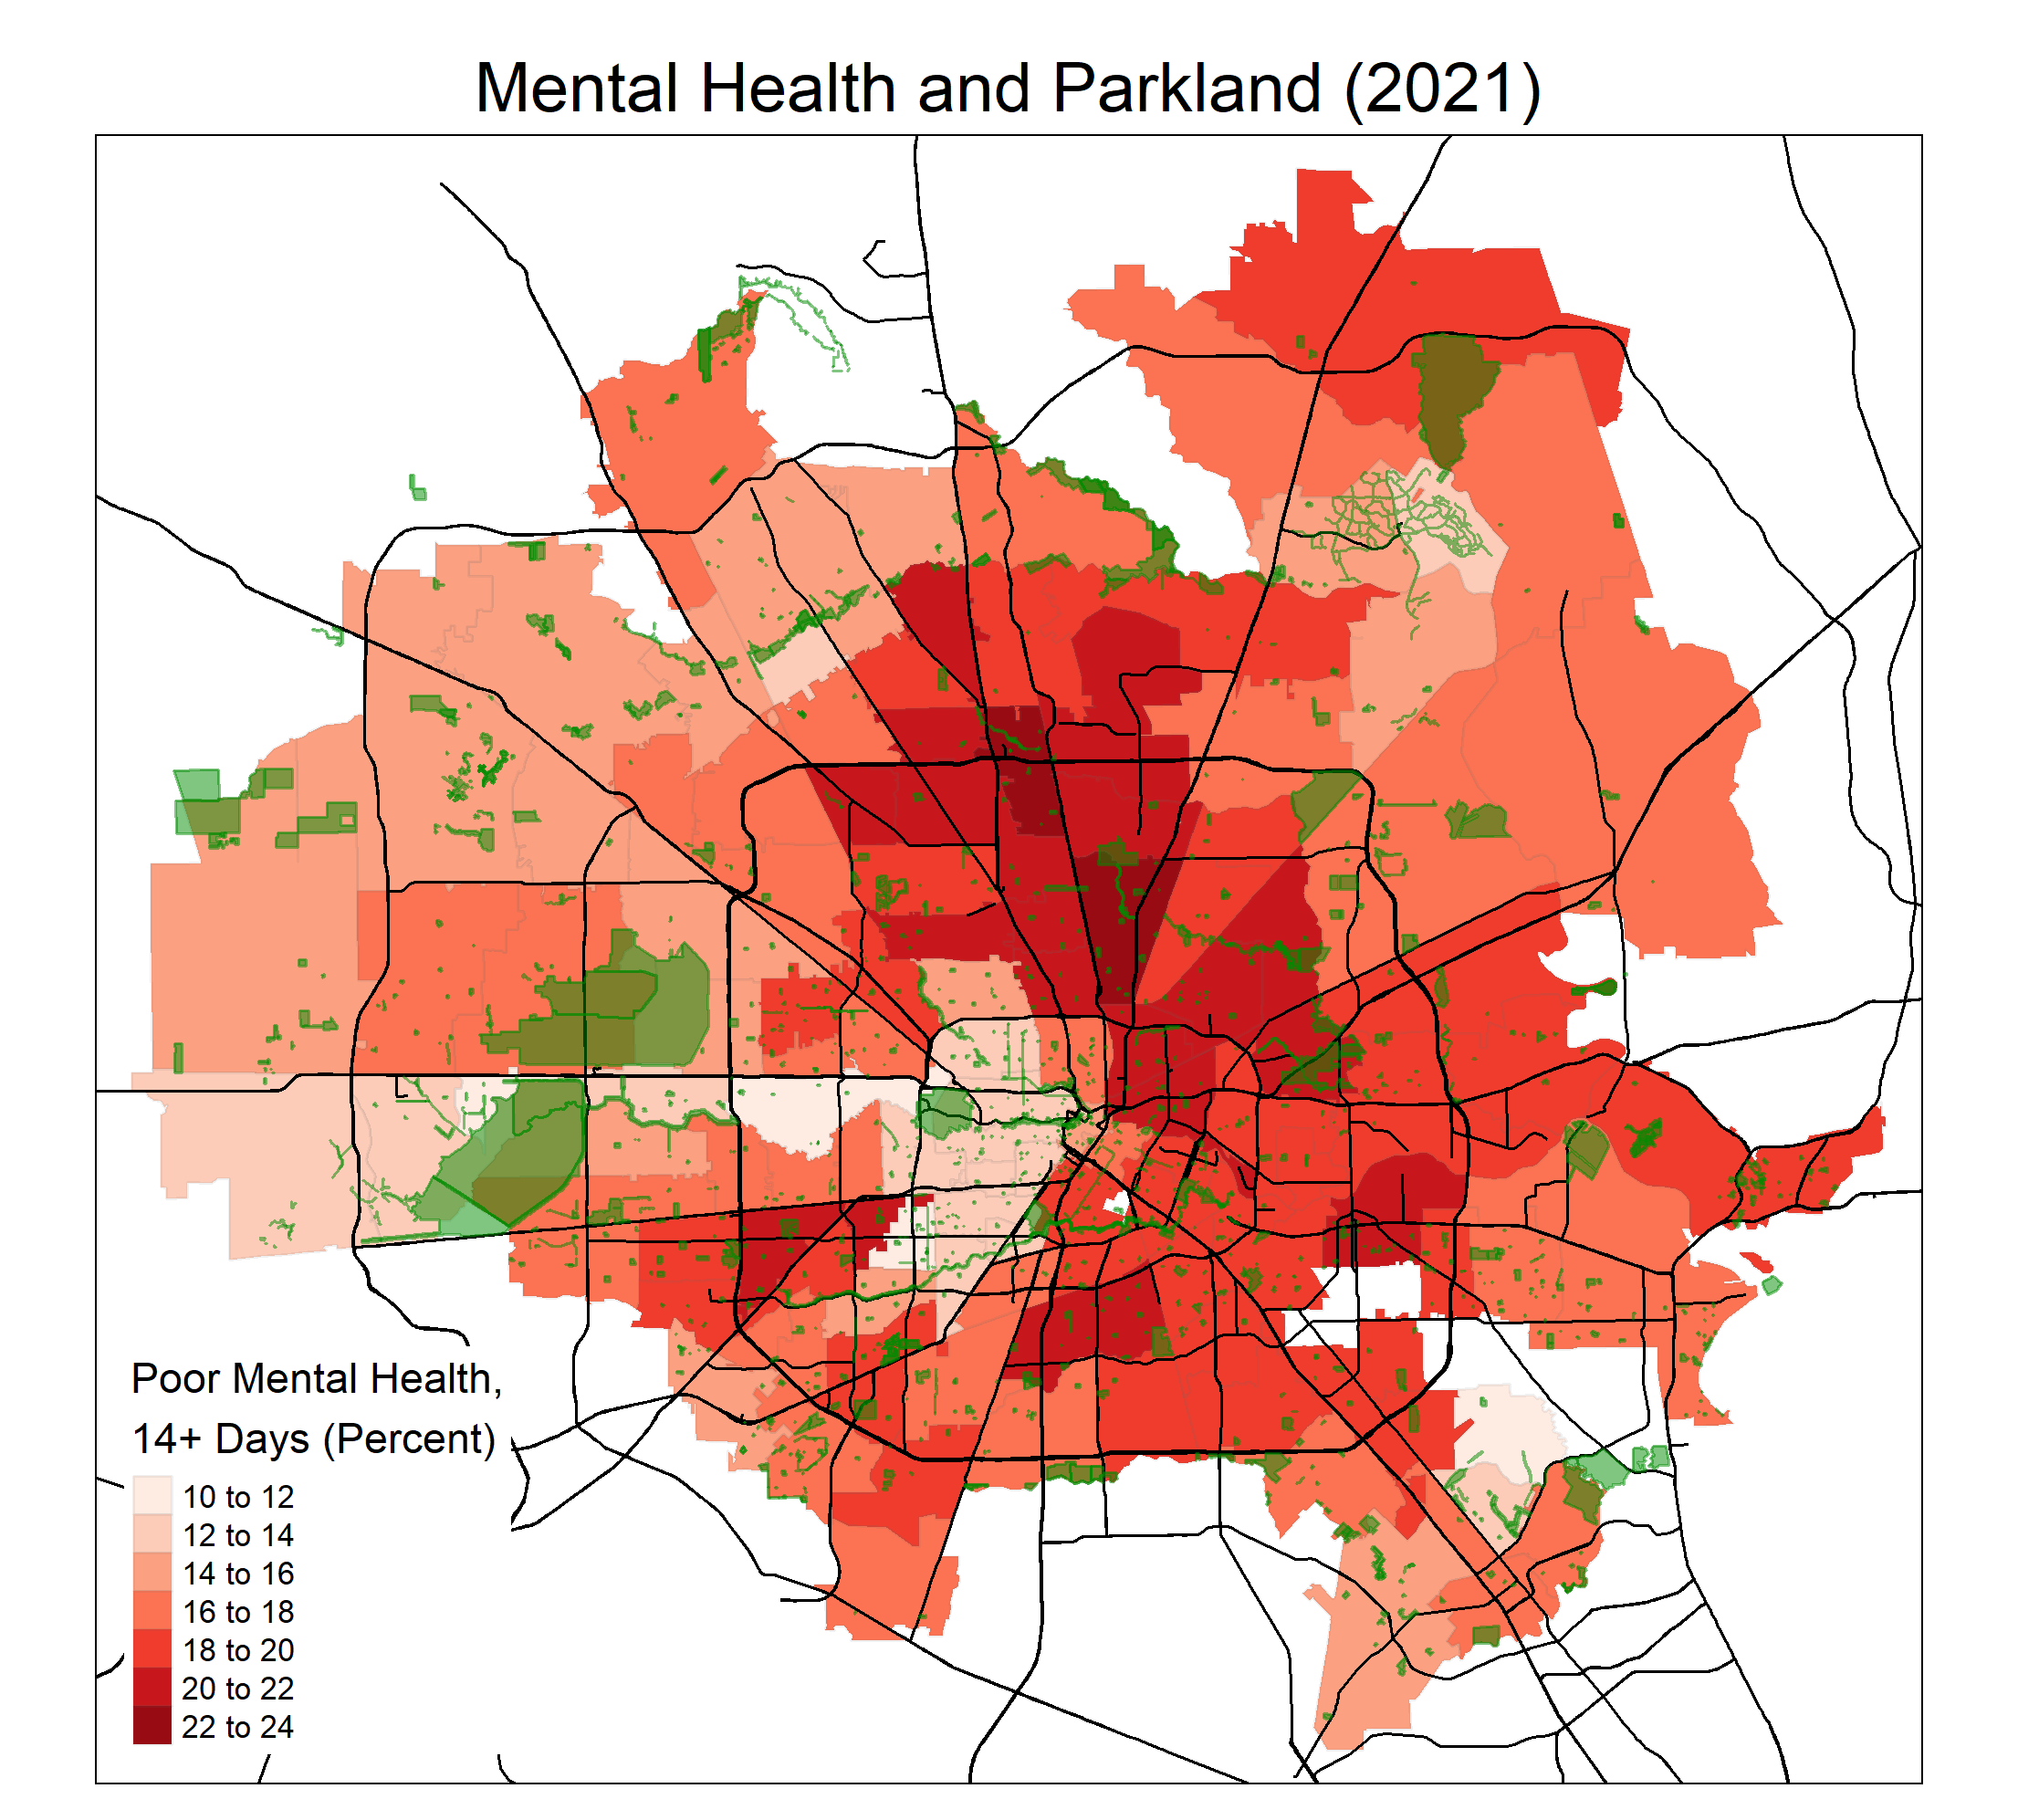 Mental Health and Parkland (2021)
Poor Mental Health,
14+ Days (Percent)
10 to 12
12 to 14
14 to 16
16 to 18
18 to 20
20 to 22
22 to 24